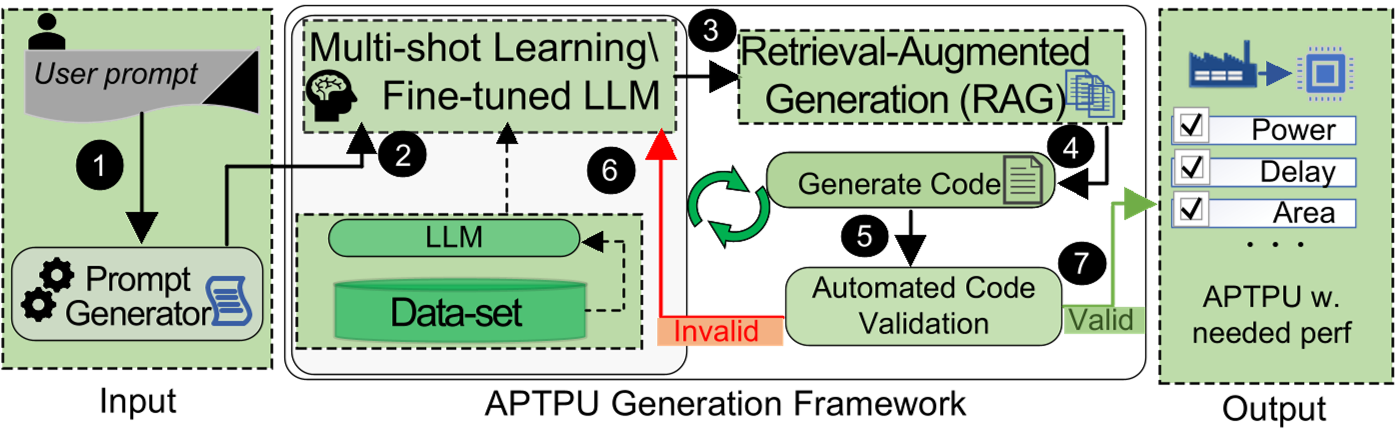 User prompt
1
Prompt
Generator
Input
Multi-shot Learning\
Fine-tuned LLM
2
LLM
Data-set
3
Retrieval-Augmented
Generation (RAG)
4
Generate Code
5
Automated Code
Validation
6
Invalid
7
Valid
APTPU Generation Framework
Power
Delay
Area
. . .
APTPU w.
needed perf
Output